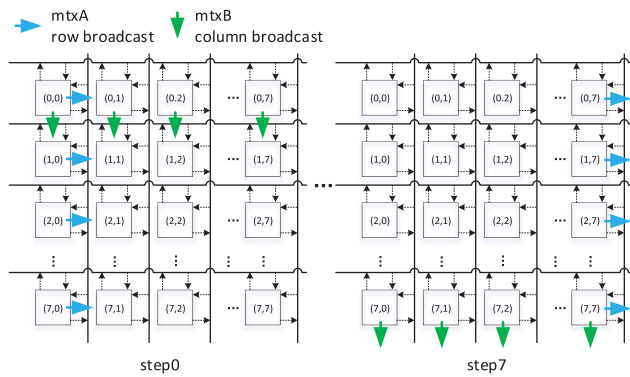 mtxA
row broadcast
mtxB
column broadcast
(0,0) (0,1) (0.2) ... (0,7)
(1,0) (1,1) (1,2) ... (1,7)
(2,0) (2,1) (2,2) ... (2,7)
(7,0) (7,1) (7,2) ... (7,7)
step0
...
(0,0) (0,1) (0.2) ... (0,7)
(1,0) (1,1) (1,2) ... (1,7)
(2,0) (2,1) (2,2) ... (2,7)
(7,0) (7,1) (7,2) ... (7,7)
step7